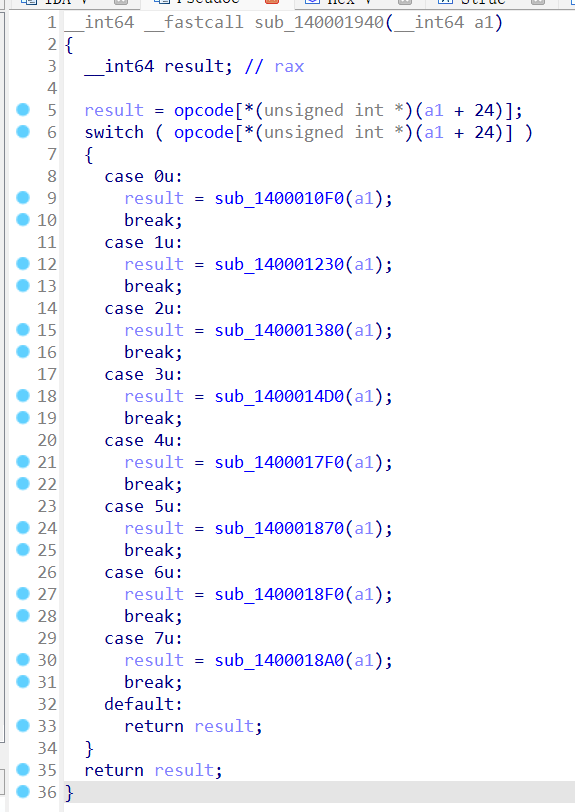 1 __int64 __fastcall sub_140001940(__int64 a1)
2 {
3   __int64 result; // rax
4
5   result = opcode[*(unsigned int *)(a1 + 24)];
6   switch ( opcode[*(unsigned int *)(a1 + 24)] )
7   {
8     case 0u:
9       result = sub_1400010F0(a1);
10       break;
11     case 1u:
12       result = sub_140001230(a1);
13       break;
14     case 2u:
15       result = sub_140001380(a1);
16       break;
17     case 3u:
18       result = sub_1400014D0(a1);
19       break;
20     case 4u:
21       result = sub_1400017F0(a1);
22       break;
23     case 5u:
24       result = sub_140001870(a1);
25       break;
26     case 6u:
27       result = sub_1400018F0(a1);
28       break;
29     case 7u:
30       result = sub_1400018A0(a1);
31       break;
32     default:
33       return result;
34   }
35   return result;
36 }